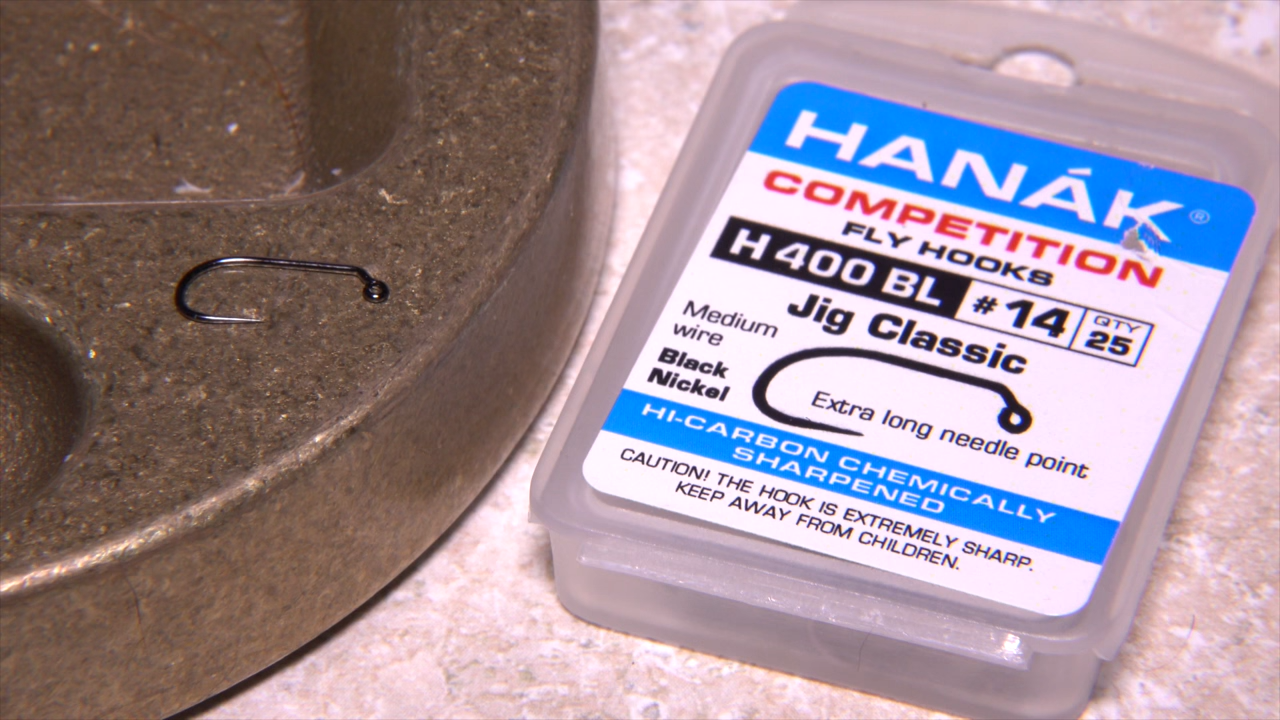 HANÁK®
COMPETITION
FLY HOOKS
H 400 BL #14 QTY 25
Jig Classic
Medium
wire
Black
Nickel
Extra long needle point
HI-CARBON CHEMICALLY
SHARPENED
CAUTION! THE HOOK IS EXTREMELY SHARP.
KEEP AWAY FROM CHILDREN.